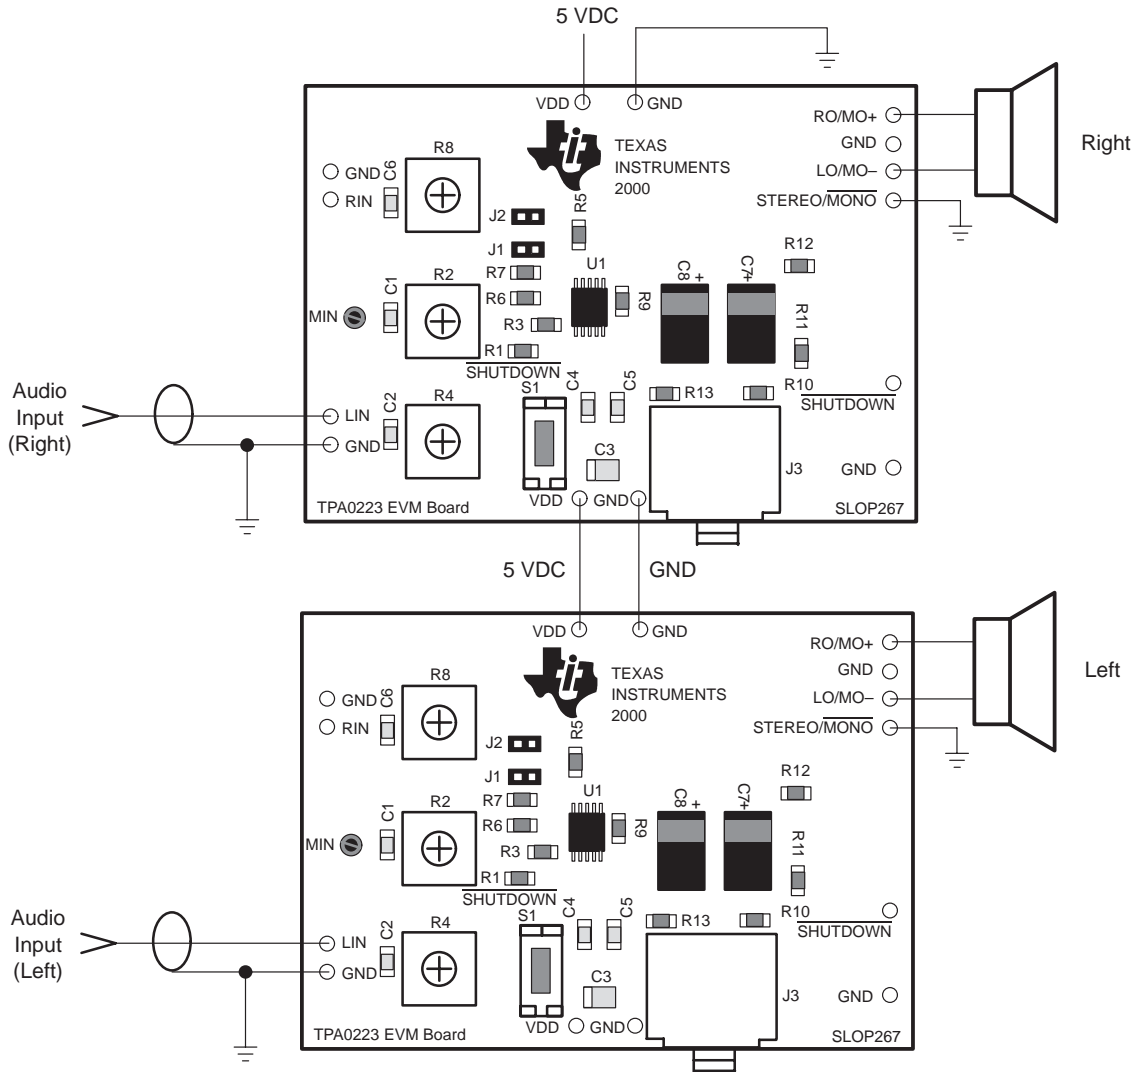 5 VDC
VDD
GND
RO/MO+
GND
LO/MO–
STEREO/MONO
Right
TEXAS
INSTRUMENTS
2000
GND
RIN
C6
R8
J2
J1
R5
R7
R6
R3
R1
SHUTDOWN
U1
R9
C8
+
C7+
R12
R11
R10
SHUTDOWN
R13
MIN
C1
R2
Audio
Input
(Right)
LIN
GND
C2
R4
S1
C4
C5
C3
J3
GND
VDD
GND
TPA0223 EVM Board
SLOP267
5 VDC
GND
VDD
GND
RO/MO+
GND
LO/MO–
STEREO/MONO
Left
TEXAS
INSTRUMENTS
2000
GND
RIN
C6
R8
J2
J1
R5
R7
R6
R3
R1
SHUTDOWN
U1
R9
C8
+
C7+
R12
R11
R10
SHUTDOWN
R13
MIN
C1
R2
Audio
Input
(Left)
LIN
GND
C2
R4
S1
C4
C5
C3
J3
GND
VDD
GND
TPA0223 EVM Board
SLOP267